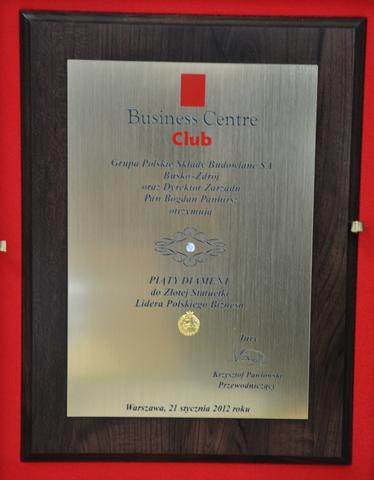 Business Centre
Club
Grupa Polskie Składy Budowlane SA
Busko-Zdrój
oraz Dyrektor Zarządu
Pan Bogdan Panhirsz
otrzymują
PIĄTY DIAMENT
do Złotej Statuetki
Lidera Polskiego Biznesu
Jury
Krzysztof Pawłowski
Przewodniczący
Warszawa, 21 stycznia 2012 roku